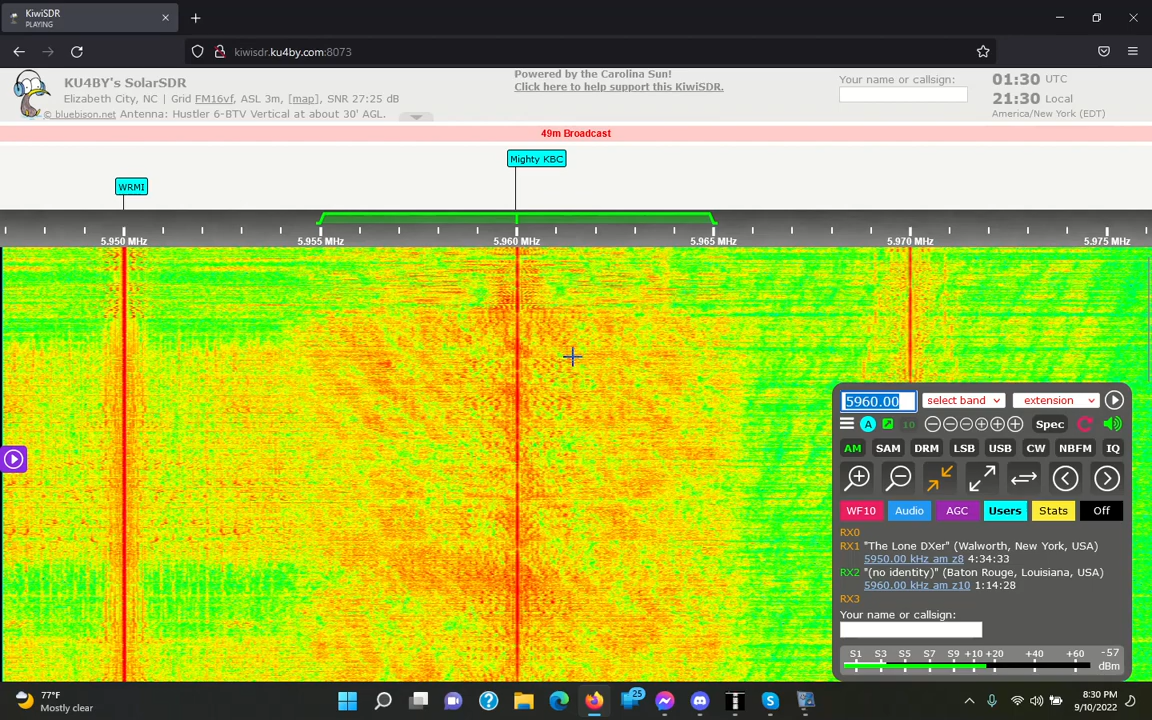 KiwiSDR
PLAYING
kiwisdr.ku4by.com:8073
KU4BY's SolarSDR
Elizabeth City, NC | Grid FM16vf, ASL 3m, [map], SNR 27:25 dB
© bluebison.net Antenna: Hustler 6-BTV Vertical at about 30' AGL.
Powered by the Carolina Sun!
Click here to help support this KiwiSDR.
Your name or callsign:
01:30 UTC
21:30 Local
America/New York (EDT)
49m Broadcast
Mighty KBC
WRMI
5.950 MHz 5.955 MHz 5.960 MHz 5.965 MHz 5.970 MHz 5.975 MHz
5960.00 select band extension
A 10 Spec
AM SAM DRM LSB USB CW NBFM IQ
WF10 Audio AGC Users Stats Off
RX0
RX1 "The Lone DXer" (Walworth, New York, USA)
5950.00 kHz am z8 4:34:33
RX2 "(no identity)" (Baton Rouge, Louisiana, USA)
5960.00 kHz am z10 1:14:28
RX3
Your name or callsign:
S1 S3 S5 S7 S9 +10 +20 +40 +60 -57
dBm
77°F
Mostly clear
25
8:30 PM
9/10/2022